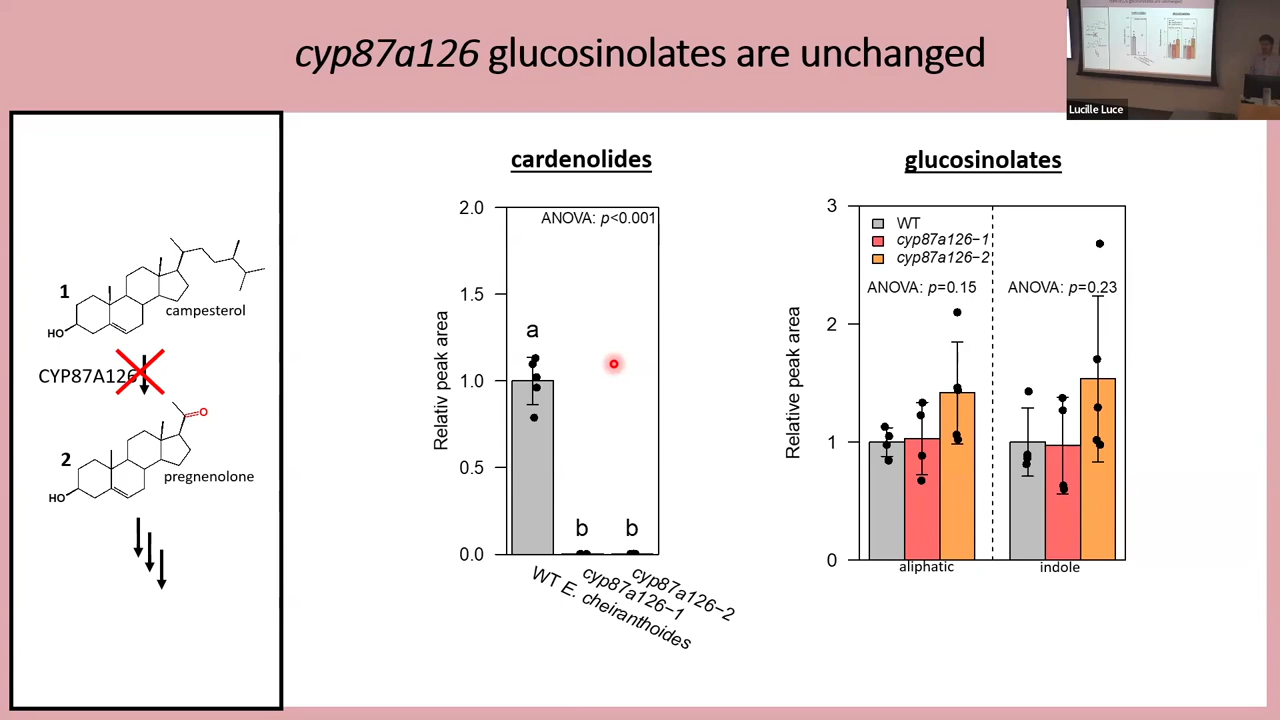 cyp87a126 glucosinolates are unchanged
Lucille Luce
1
campesterol
HO
CYP87A126
O
2
pregnenolone
HO
cardenolides
ANOVA: p<0.001
2.0
1.5
1.0
0.5
0.0
Relativ peak area
a
b
b
WT E. cheiranthoides
cyp87a126−1
cyp87a126−2
glucosinolates
3
2
1
0
Relative peak area
WT
cyp87a126−1
cyp87a126−2
ANOVA: p=0.15
ANOVA: p=0.23
aliphatic
indole